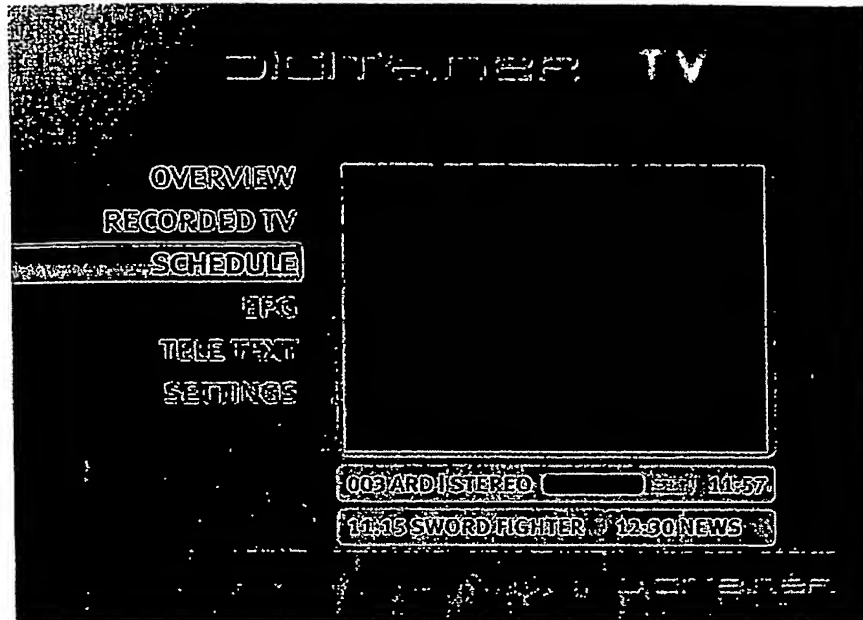 TV
OVERVIEW
RECORDED TV
SCHEDULE
EPG
TELE TEXT
SETTINGS
003 ARD | STEREO 11:57
11:15 SWORD FIGHTER 12:30 NEWS